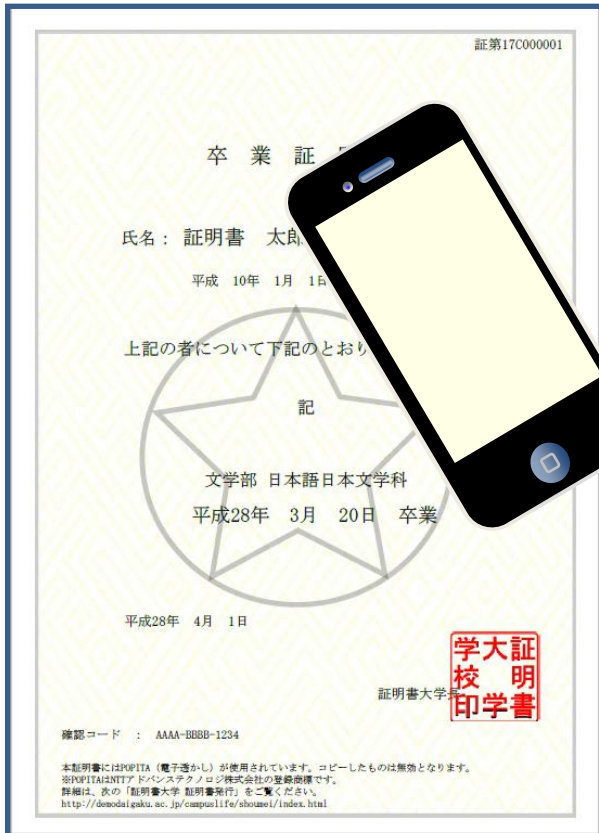 証第17C000001
卒 業 証
氏名： 証明書 太郎
平成 10年 1月 1日
上記の者について下記のとおり
記
文学部 日本語日本文学科
平成28年 3月 20日 卒業
平成28年 4月 1日
証明書大学長
証明書大学校印
確認コード ： AAAA-BBBB-1234
本証明書にはPOPITA（電子透かし）が使用されています。コピーしたものは無効となります。
※POPITAはNTTアドバンステクノロジ株式会社の登録商標です。
詳細は、次の「証明書大学 証明書発行」をご覧ください。
http://demodaigaku.ac.jp/campuslife/shoumei/index.html